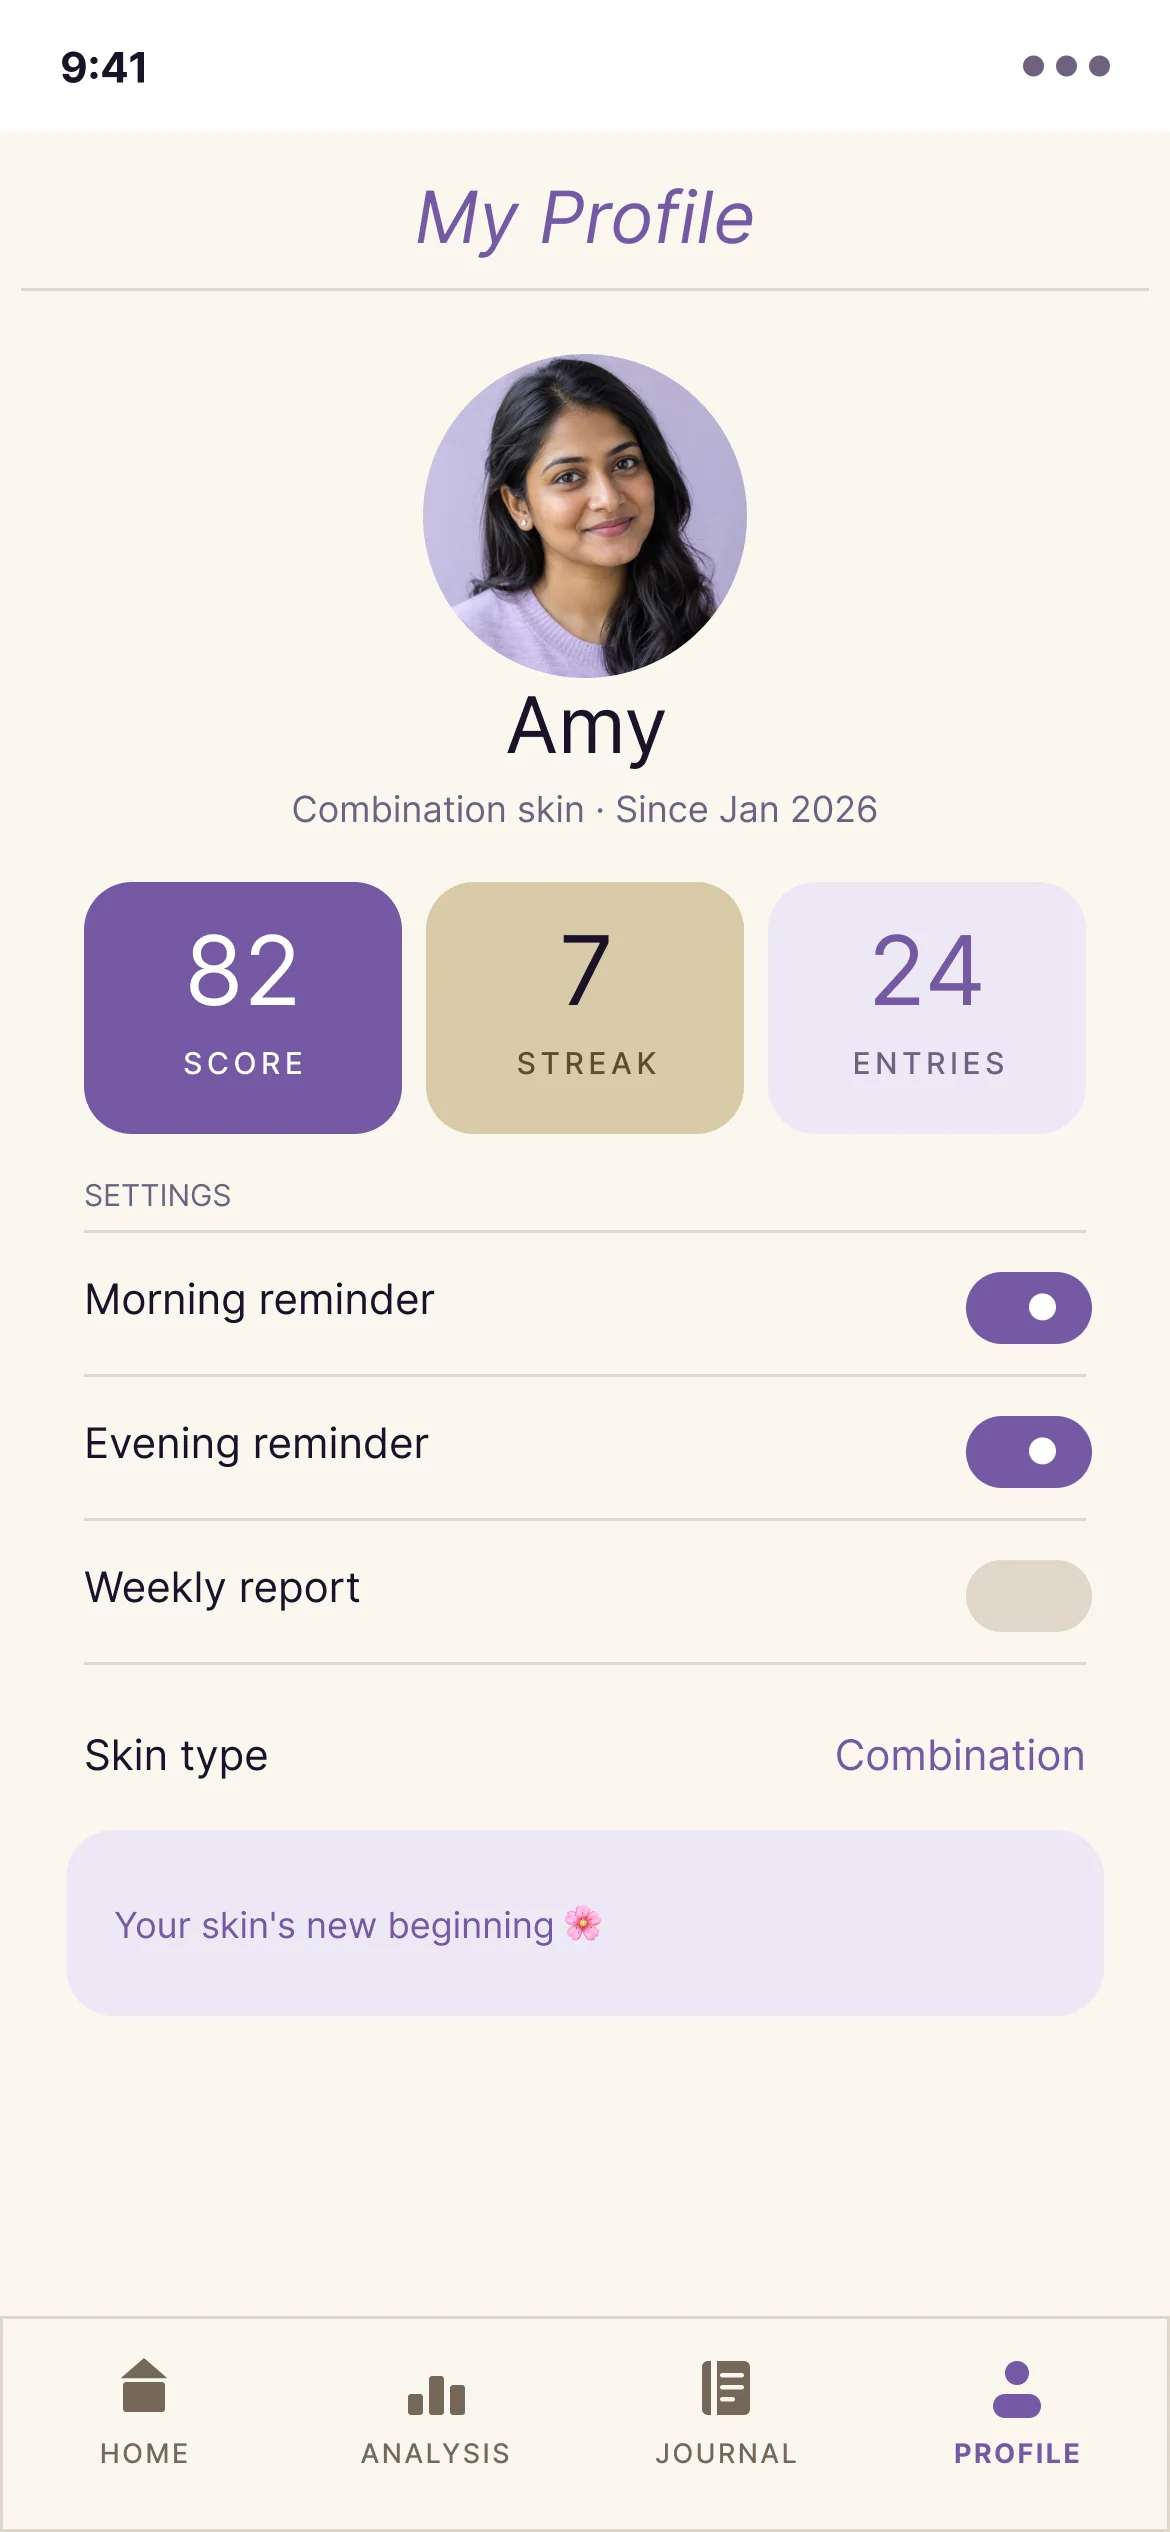 9:41
My Profile
Amy
Combination skin · Since Jan 2026
82 7 24
SCORE STREAK ENTRIES
SETTINGS
Morning reminder
Evening reminder
Weekly report
Skin type Combination
Your skin's new beginning 🌸
HOME ANALYSIS JOURNAL PROFILE